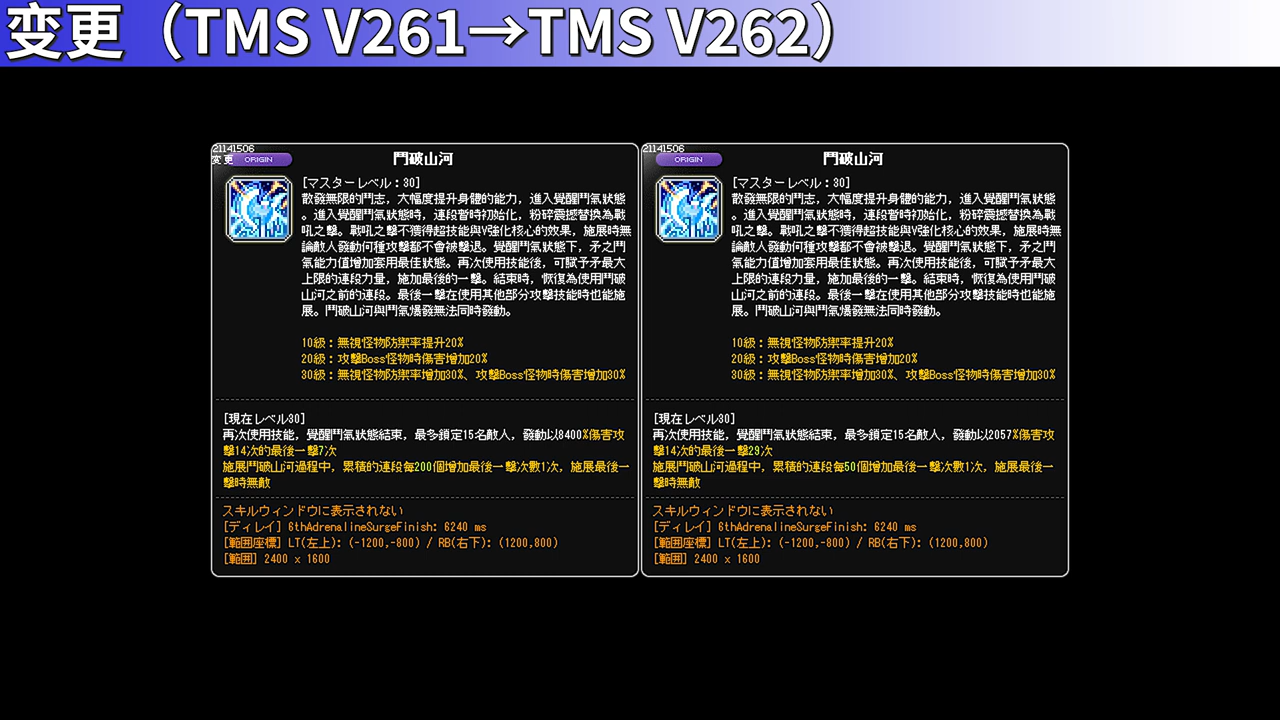 変更（TMS V261→TMS V262）
21141506
変更
ORIGIN
鬥破山河
[マスターレベル：30]
散發無限的鬥志，大幅度提升身體的能力，進入覺醒鬥氣狀態
。進入覺醒鬥氣狀態時，連段暫時初始化，粉碎震撼替換為戰
吼之擊。戰吼之擊不獲得超技能與V強化核心的效果，施展時無
論敵人發動何種攻擊都不會被擊退。覺醒鬥氣狀態下，矛之鬥
氣能力值增加套用最佳狀態。再次使用技能後，可賦予矛最大
上限的連段力量，施加最後的一擊。結束時，恢復為使用鬥破
山河之前的連段。最後一擊在使用其他部分攻擊技能時也能施
展。鬥破山河與鬥氣爆發無法同時發動。
10級：無視怪物防禦率提升20%
20級：攻擊Boss怪物時傷害增加20%
30級：無視怪物防禦率增加30%、攻擊Boss怪物時傷害增加30%
[現在レベル30]
再次使用技能，覺醒鬥氣狀態結束，最多鎖定15名敵人，發動以8400%傷害攻
擊14次的最後一擊7次
施展鬥破山河過程中，累積的連段每200個增加最後一擊次數1次，施展最後一
擊時無敵
スキルウィンドウに表示されない
[ディレイ] 6thAdrenalineSurgeFinish: 6240 ms
[範囲座標] LT(左上): (-1200,-800) / RB(右下): (1200,800)
[範囲] 2400 x 1600
21141506
ORIGIN
鬥破山河
[マスターレベル：30]
散發無限的鬥志，大幅度提升身體的能力，進入覺醒鬥氣狀態
。進入覺醒鬥氣狀態時，連段暫時初始化，粉碎震撼替換為戰
吼之擊。戰吼之擊不獲得超技能與V強化核心的效果，施展時無
論敵人發動何種攻擊都不會被擊退。覺醒鬥氣狀態下，矛之鬥
氣能力值增加套用最佳狀態。再次使用技能後，可賦予矛最大
上限的連段力量，施加最後的一擊。結束時，恢復為使用鬥破
山河之前的連段。最後一擊在使用其他部分攻擊技能時也能施
展。鬥破山河與鬥氣爆發無法同時發動。
10級：無視怪物防禦率提升20%
20級：攻擊Boss怪物時傷害增加20%
30級：無視怪物防禦率增加30%、攻擊Boss怪物時傷害增加30%
[現在レベル30]
再次使用技能，覺醒鬥氣狀態結束，最多鎖定15名敵人，發動以2057%傷害攻
擊14次的最後一擊29次
施展鬥破山河過程中，累積的連段每50個增加最後一擊次數1次，施展最後一
擊時無敵
スキルウィンドウに表示されない
[ディレイ] 6thAdrenalineSurgeFinish: 6240 ms
[範囲座標] LT(左上): (-1200,-800) / RB(右下): (1200,800)
[範囲] 2400 x 1600